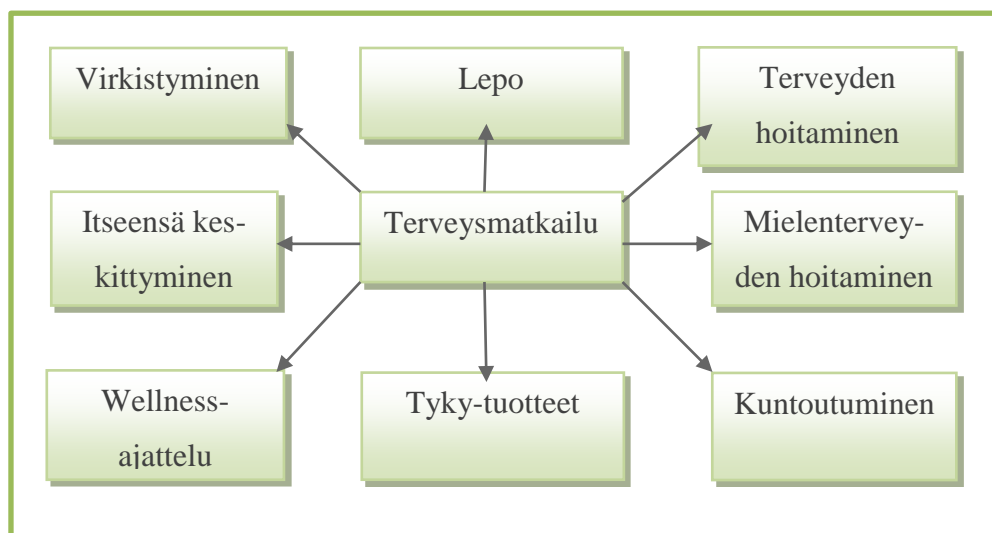 Virkistyminen
Lepo
Terveyden
hoitaminen
Itseensä kes-
kittyminen
Terveysmatkailu
Mielentervey-
den hoitaminen
Wellness-
ajattelu
Tyky-tuotteet
Kuntoutuminen